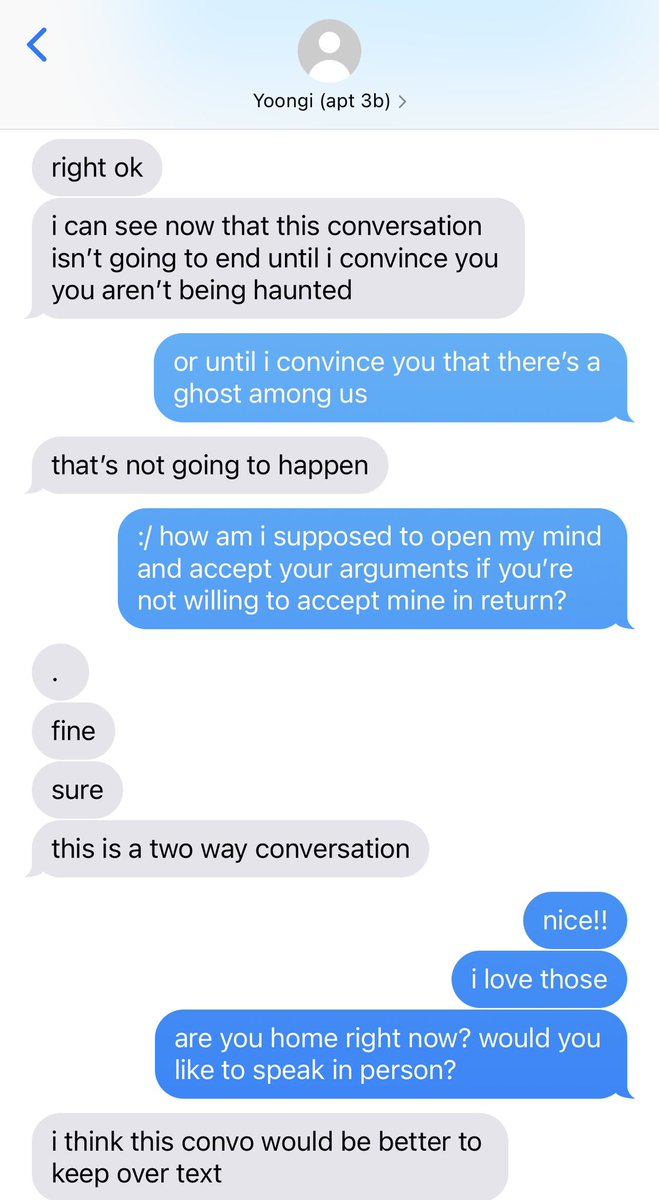 Yoongi (apt 3b)
right ok
i can see now that this conversation
isn’t going to end until i convince you
you aren’t being haunted
or until i convince you that there’s a
ghost among us
that’s not going to happen
:/ how am i supposed to open my mind
and accept your arguments if you’re
not willing to accept mine in return?
.
fine
sure
this is a two way conversation
nice!!
i love those
are you home right now? would you
like to speak in person?
i think this convo would be better to
keep over text